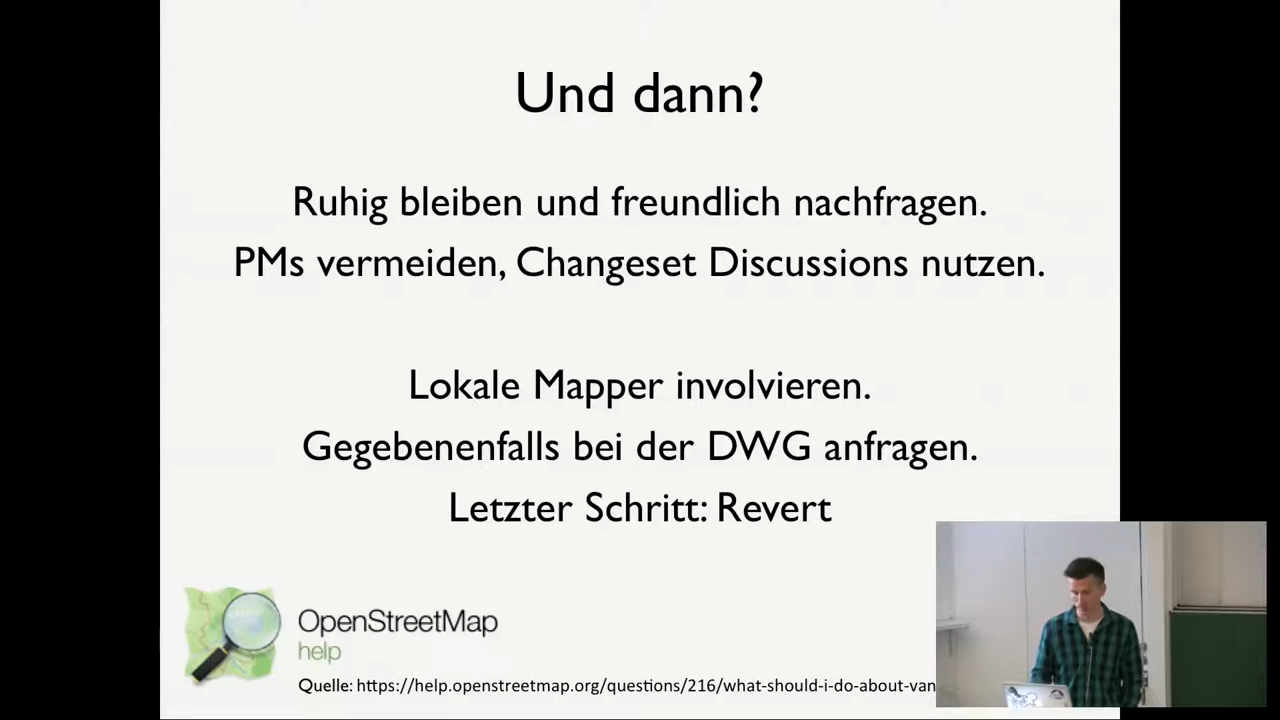 Und dann?
Ruhig bleiben und freundlich nachfragen.
PMs vermeiden, Changeset Discussions nutzen.
Lokale Mapper involvieren.
Gegebenenfalls bei der DWG anfragen.
Letzter Schritt: Revert
OpenStreetMap
help
Quelle: https://help.openstreetmap.org/questions/216/what-should-i-do-about-van